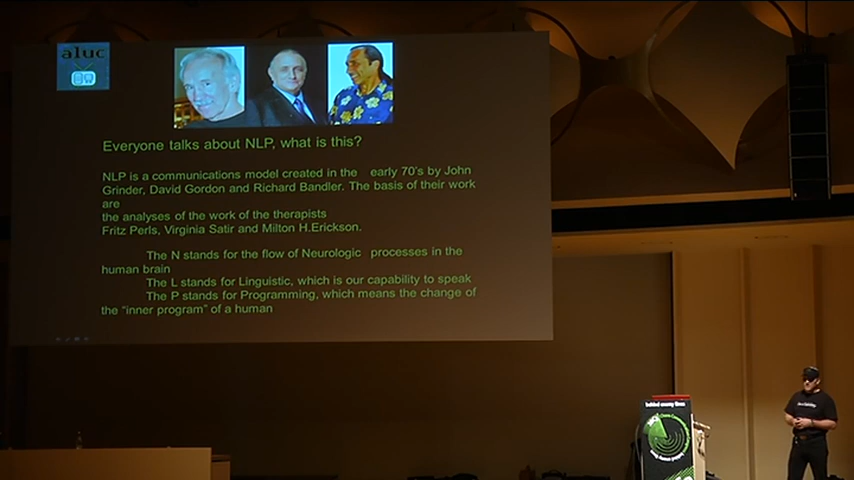 aluc
Everyone talks about NLP, what is this?
NLP is a communications model created in the early 70's by John
Grinder, David Gordon and Richard Bandler. The basis of their work
are
the analyses of the work of the therapists
Fritz Perls, Virginia Satir and Milton H.Erickson.
The N stands for the flow of Neurologic processes in the
human brain
The L stands for Linguistic, which is our capability to speak
The P stands for Programming, which means the change of
the "inner program" of a human
behind enemy lines